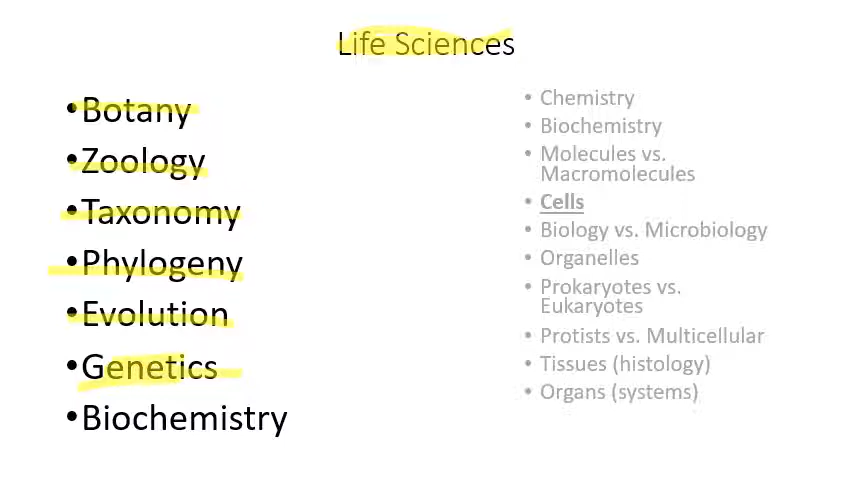 Life Sciences
•Botany
•Zoology
•Taxonomy
•Phylogeny
•Evolution
•Genetics
•Biochemistry
• Chemistry
• Biochemistry
• Molecules vs.
Macromolecules
• Cells
• Biology vs. Microbiology
• Organelles
• Prokaryotes vs.
Eukaryotes
• Protists vs. Multicellular
• Tissues (histology)
• Organs (systems)